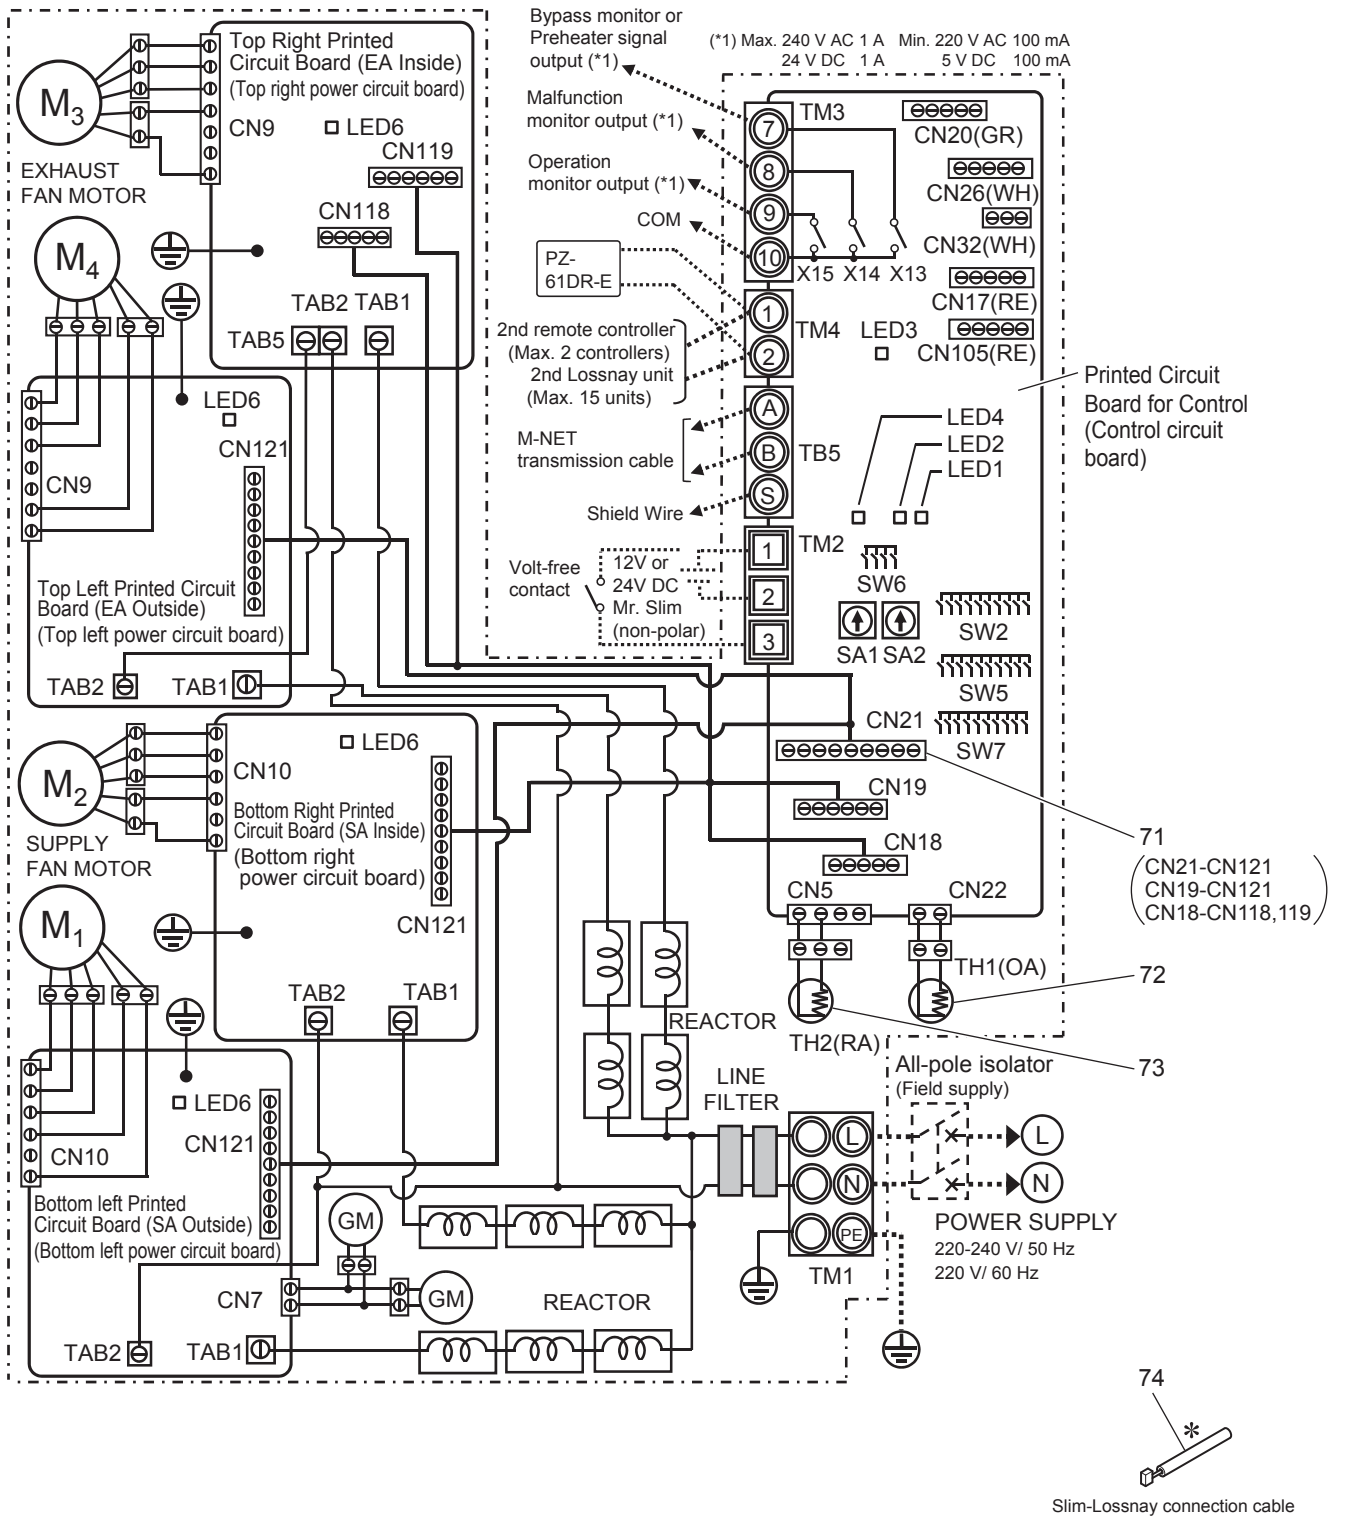 Bypass monitor or
Preheater signal
output (*1)
(*1) Max. 240 V AC 1 A Min. 220 V AC 100 mA
24 V DC 1 A 5 V DC 100 mA
Malfunction
monitor output (*1)
Operation
monitor output (*1)
COM
PZ-
61DR-E
2nd remote controller
(Max. 2 controllers)
2nd Lossnay unit
(Max. 15 units)
M-NET
transmission cable
Shield Wire
Volt-free
contact
12V or
24V DC
Mr. Slim
(non-polar)
TM3
7
8
9
10
X15 X14 X13
TM4
1
2
TB5
A
B
S
TM2
1
2
3
CN20(GR)
CN26(WH)
CN32(WH)
CN17(RE)
CN105(RE)
LED3
LED4
LED2
LED1
Printed Circuit
Board for Control
(Control circuit
board)
SW6
SA1 SA2
SW2
SW5
SW7
CN21
CN19
CN18
CN5
CN22
71
(CN21-CN121
CN19-CN121
CN18-CN118,119)
TH1(OA)
72
TH2(RA)
73
M3
EXHAUST
FAN MOTOR
M4
Top Right Printed
Circuit Board (EA Inside)
(Top right power circuit board)
CN9
LED6
CN119
CN118
TAB2 TAB1
TAB5
LED6
CN121
CN9
Top Left Printed Circuit
Board (EA Outside)
(Top left power circuit board)
TAB2
TAB1
M2
SUPPLY
FAN MOTOR
M1
LED6
CN10
Bottom Right Printed
Circuit Board (SA Inside)
(Bottom right
power circuit board)
CN121
TAB2
TAB1
LED6
CN121
CN10
Bottom left Printed
Circuit Board (SA Outside)
(Bottom left power circuit board)
CN7
TAB2
TAB1
GM
GM
REACTOR
REACTOR
LINE
FILTER
All-pole isolator
(Field supply)
L
N
PE
TM1
L
N
POWER SUPPLY
220-240 V/ 50 Hz
220 V/ 60 Hz
74
*
Slim-Lossnay connection cable